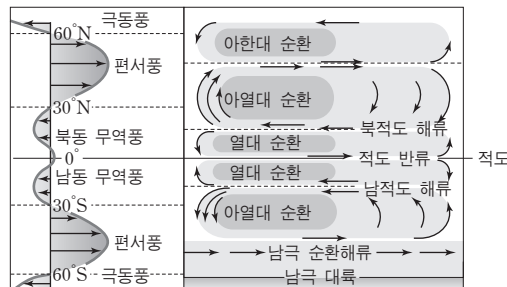 극동풍
60°N
아한대 순환
편서풍
아열대 순환
30°N
북적도 해류
북동 무역풍
열대 순환
0°
적도 반류
적도
남동 무역풍
열대 순환
남적도 해류
30°S
아열대 순환
편서풍
남극 순환해류
60°S
극동풍
남극 대륙